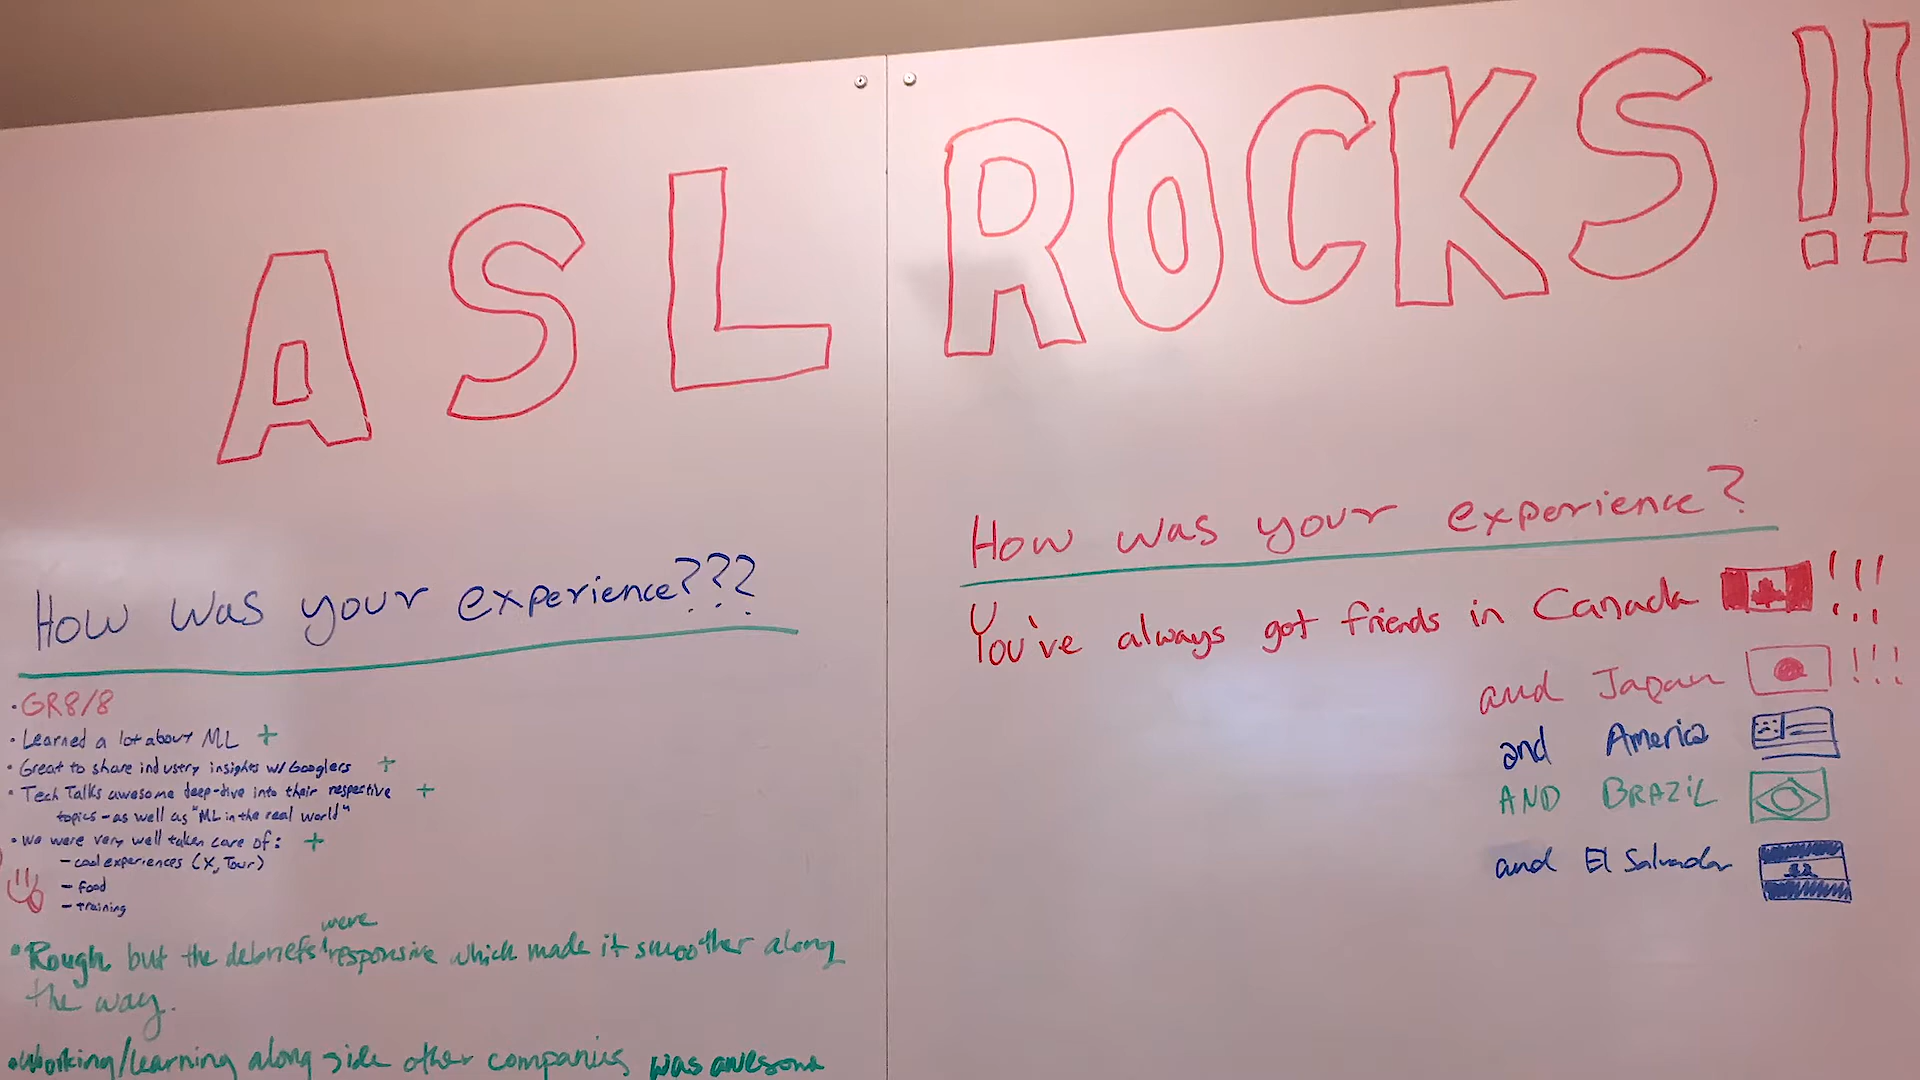 ASL ROCKS!!
How was your experience???
• GR8/8
• Learned a lot about ML +
• Great to share industry insights w/ Googlers +
• Tech Talks awesome deep-dive into their respective +
topics - as well as "ML in the real world"
• we were very well taken care of: +
- cool experiences (X, Tour)
- food
- training
• Rough but the debriefs were responsive which made it smoother along
the way.
• Working/learning along side other companies was awesome
How was your experience?
You've always got friends in Canada !!!
and Japan !!!
and America
AND BRAZIL
and El Salvador